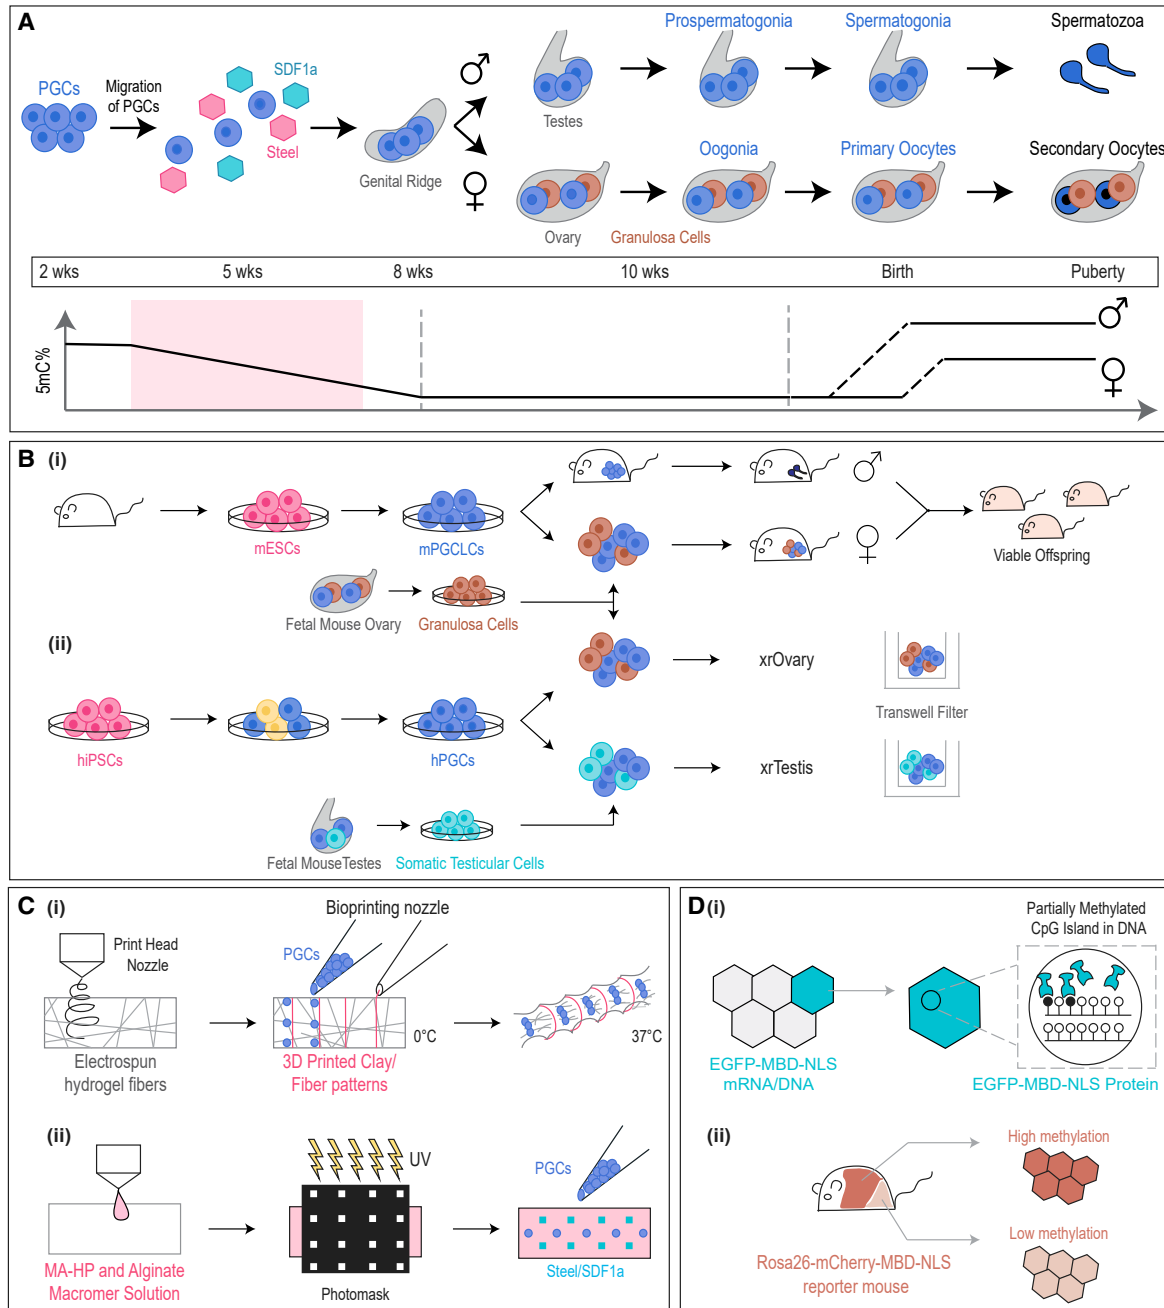 A
PGCs
Migration
of PGCs
SDF1a
Steel
Genital Ridge
Testes
Prospermatogonia
Spermatogonia
Spermatozoa
Ovary
Granulosa Cells
Oogonia
Primary Oocytes
Secondary Oocytes
2 wks
5 wks
8 wks
10 wks
Birth
Puberty
5mC%
♂
♀
B
(i)
mESCs
mPGCLCs
♂
♀
Viable Offspring
Fetal Mouse Ovary
Granulosa Cells
(ii)
hiPSCs
hPGCs
xrOvary
Transwell Filter
xrTestis
Fetal MouseTestes
Somatic Testicular Cells
C
(i)
Print Head
Nozzle
Bioprinting nozzle
PGCs
0°C
37°C
Electrospun
hydrogel fibers
3D Printed Clay/
Fiber patterns
(ii)
UV
PGCs
MA-HP and Alginate
Macromer Solution
Photomask
Steel/SDF1a
D
(i)
Partially Methylated
CpG Island in DNA
EGFP-MBD-NLS
mRNA/DNA
EGFP-MBD-NLS Protein
(ii)
High methylation
Low methylation
Rosa26-mCherry-MBD-NLS
reporter mouse